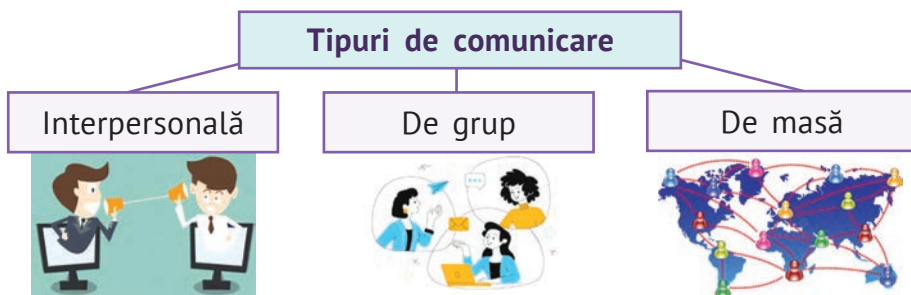 Tipuri de comunicare
Interpersonală
De grup
De masă